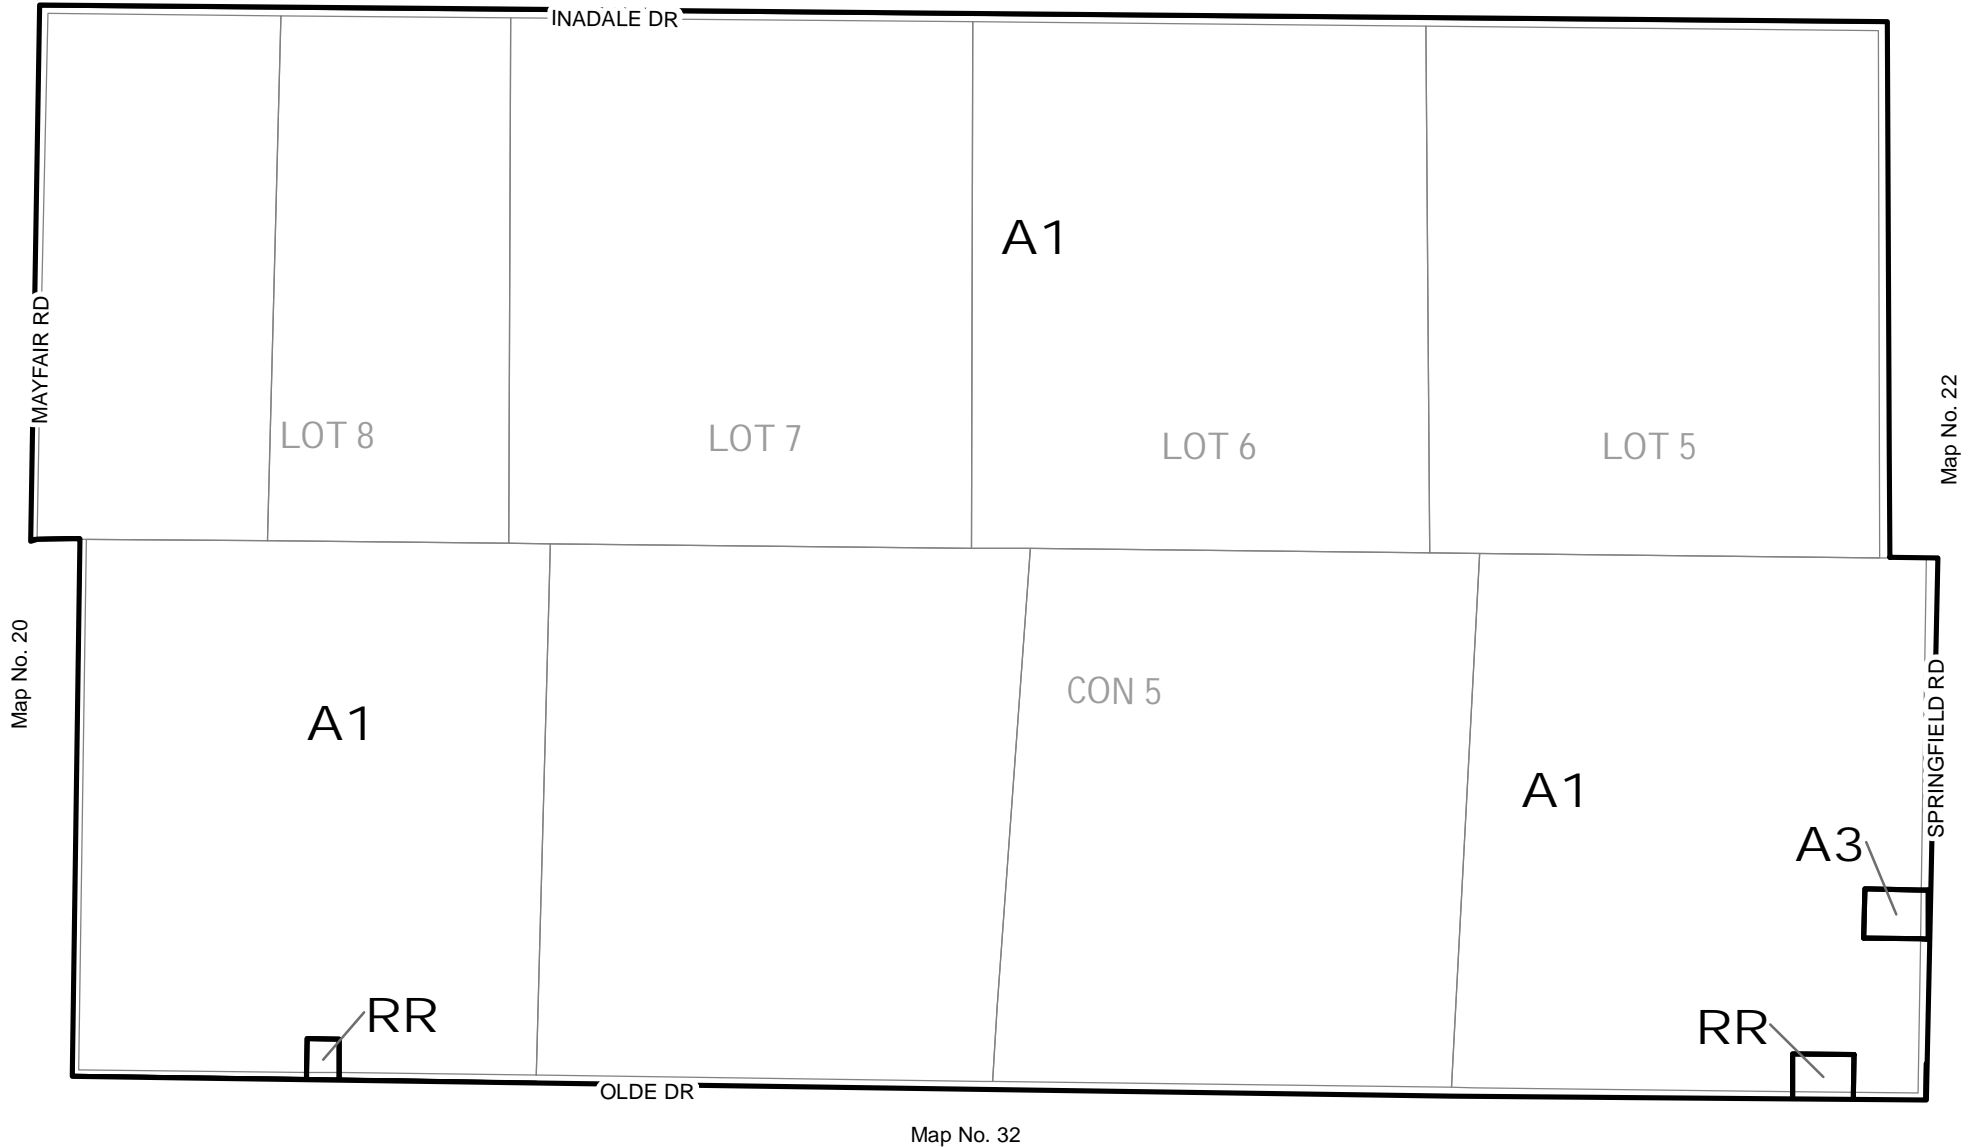 INADALE DR
A1
MAYFAIR RD
Map No. 22
LOT 8
LOT 7
LOT 6
LOT 5
Map No. 20
CON 5
A1
SPRINGFIELD RD
A1
A3
RR
RR
OLDE DR
Map No. 32